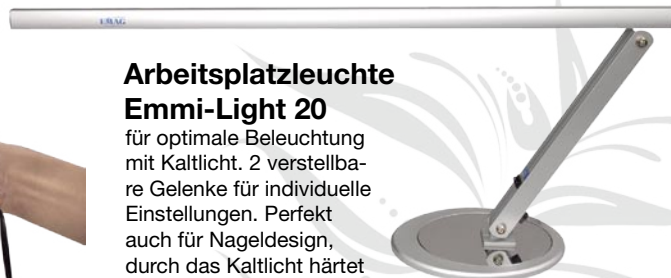 EMAG
Arbeitsplatzleuchte
Emmi-Light 20
für optimale Beleuchtung
mit Kaltlicht. 2 verstellba-
re Gelenke für individuelle
Einstellungen. Perfekt
auch für Nageldesign,
durch das Kaltlicht härtet